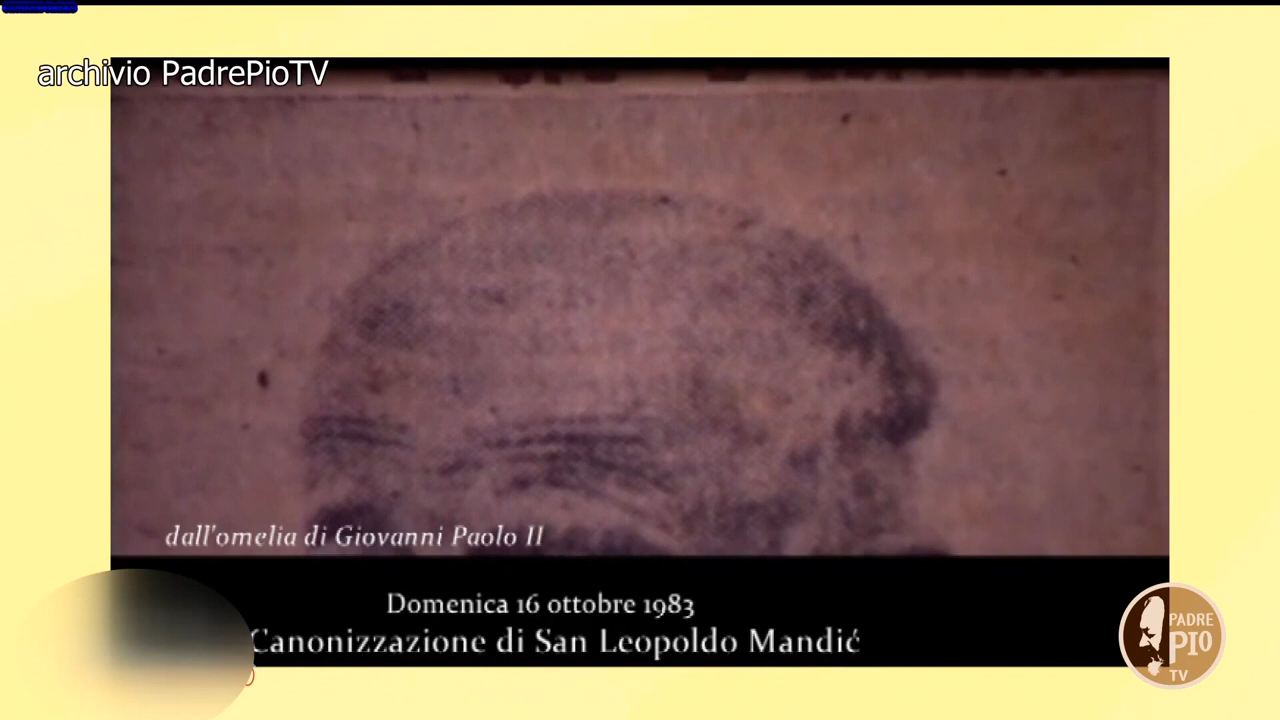 archivio PadrePioTV
dall'omelia di Giovanni Paolo II
Domenica 16 ottobre 1983
Canonizzazione di San Leopoldo Mandić
PADRE
PIO
TV